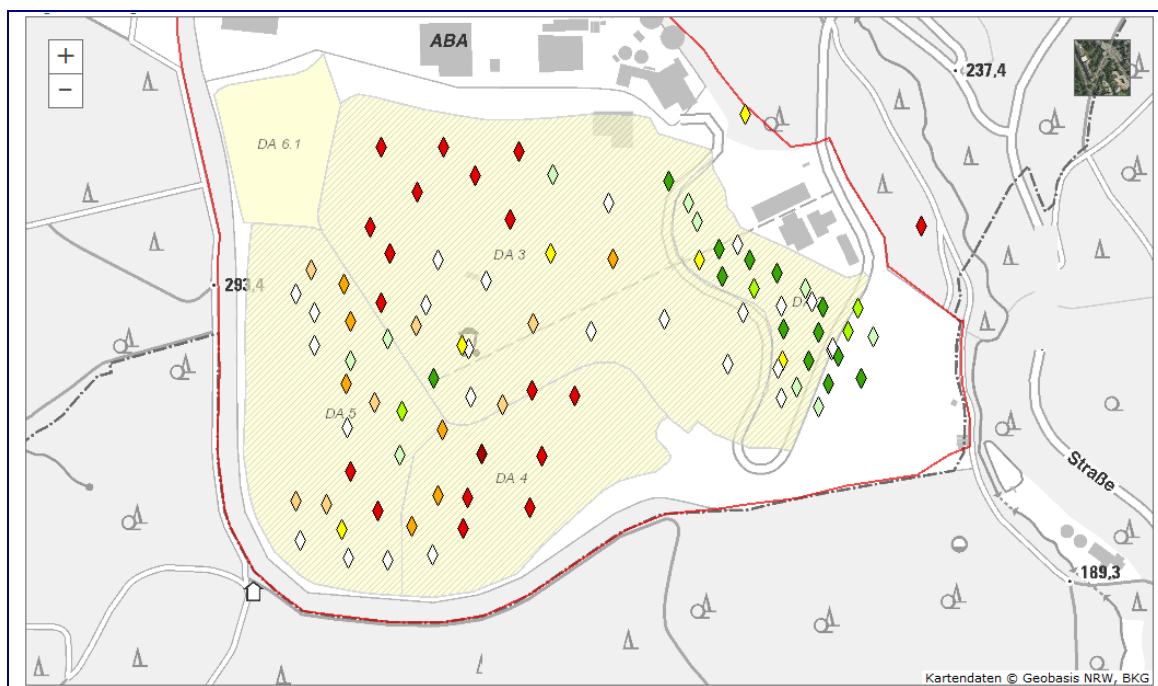 ABA
+
−
237,4
DA 6.1
DA 3
293,4
DA 5
DA 4
Straße
189,3
Kartendaten © Geobasis NRW, BKG